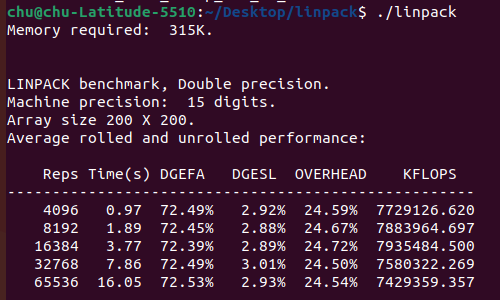 chu@chu-Latitude-5510:~/Desktop/linpack$ ./linpack
Memory required:  315K.
LINPACK benchmark, Double precision.
Machine precision:  15 digits.
Array size 200 X 200.
Average rolled and unrolled performance:
    Reps Time(s) DGEFA   DGESL  OVERHEAD    KFLOPS
----------------------------------------------------
    4096   0.97  72.49%   2.92%  24.59%  7729126.620
    8192   1.89  72.45%   2.88%  24.67%  7883964.697
   16384   3.77  72.39%   2.89%  24.72%  7935484.500
   32768   7.86  72.49%   3.01%  24.50%  7580322.269
   65536  16.05  72.53%   2.93%  24.54%  7429359.357